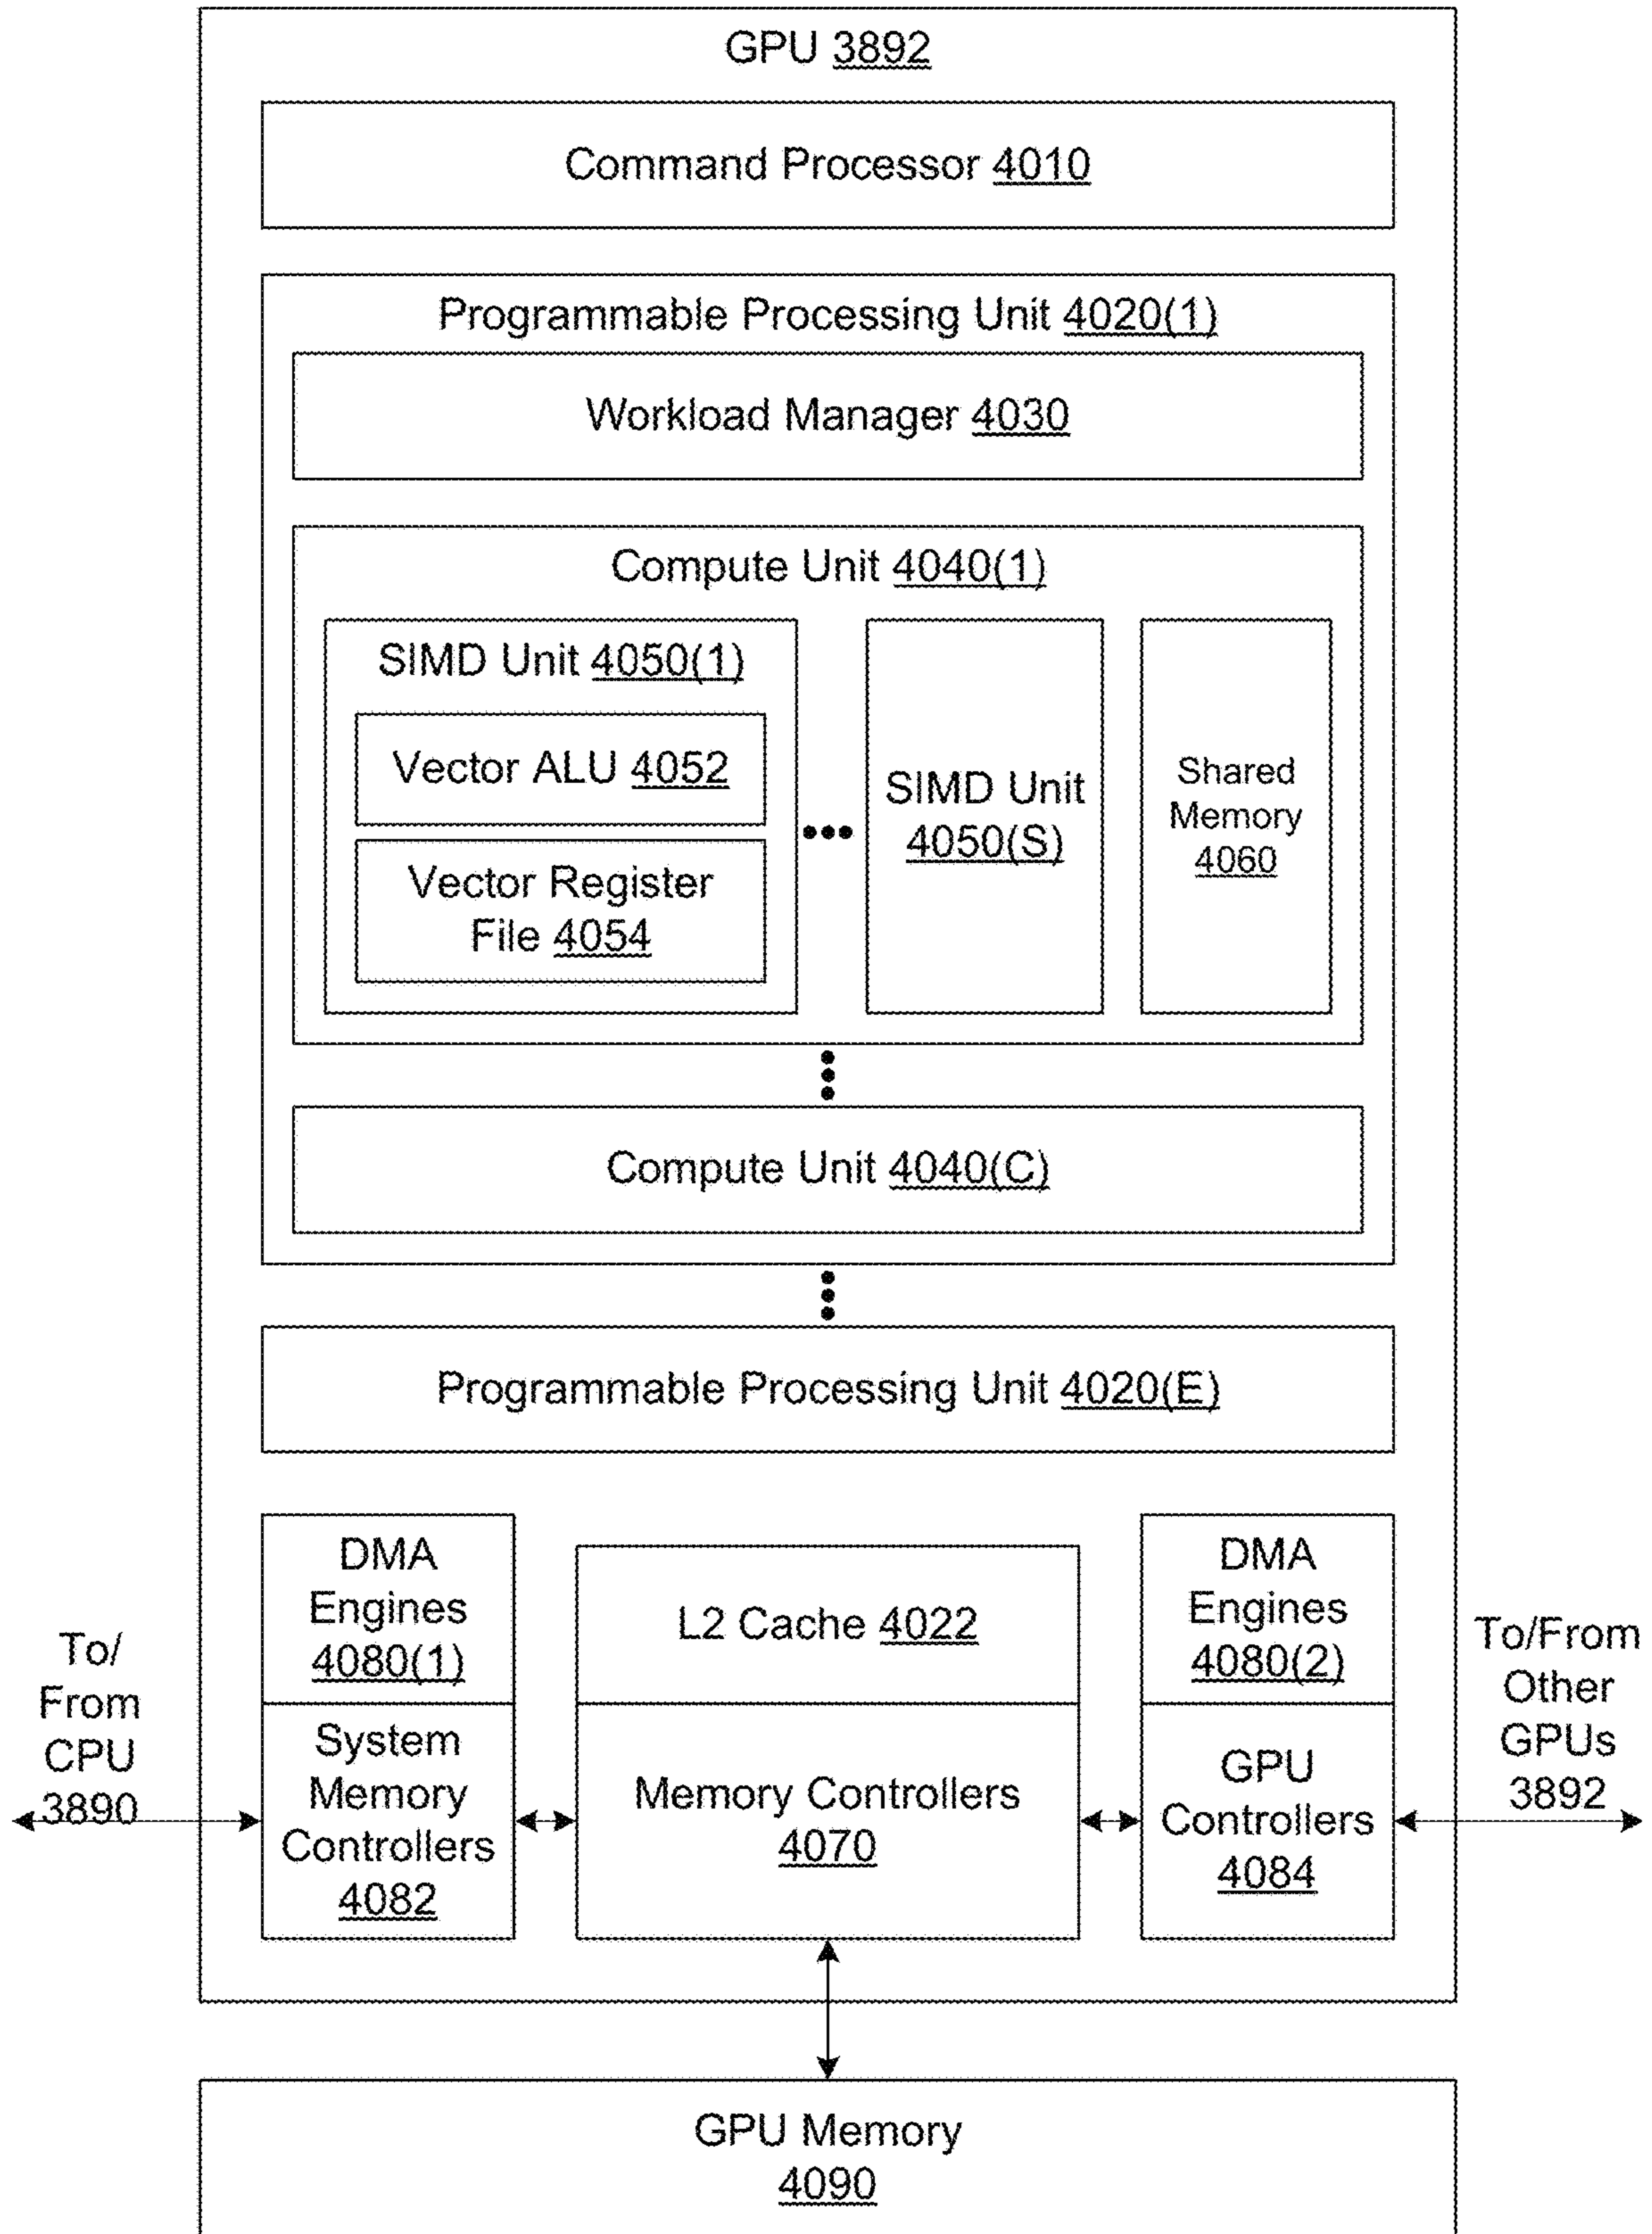 GPU 3892
Command Processor 4010
Programmable Processing Unit 4020(1)
Workload Manager 4030
Compute Unit 4040(1)
SIMD Unit 4050(1)
Vector ALU 4052
Vector Register
File 4054
SIMD Unit
4050(S)
Shared
Memory
4060
Compute Unit 4040(C)
Programmable Processing Unit 4020(E)
To/
From
CPU
3890
DMA
Engines
4080(1)
System
Memory
Controllers
4082
L2 Cache 4022
Memory Controllers
4070
DMA
Engines
4080(2)
GPU
Controllers
4084
To/From
Other
GPUs
3892
GPU Memory
4090